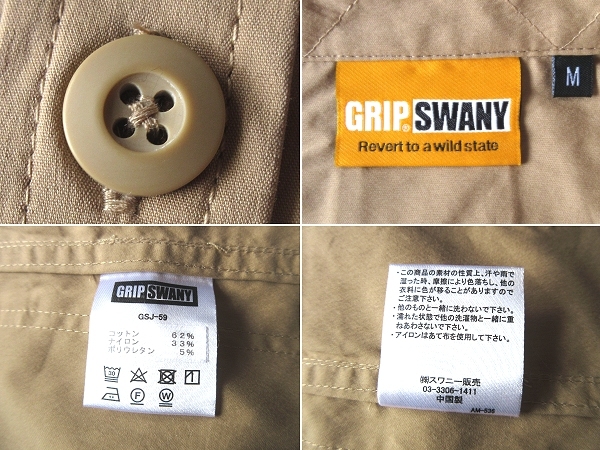 GRIP® SWANY
Revert to a wild state
M
GRIP SWANY
GSJ-59
コットン 62%
ナイロン 33%
ポリウレタン 5%
・この商品の素材の性質上、汗や雨で
湿った時、摩擦により色落ちし、他の
衣料に色が移ることがありますので
ご注意下さい。
・他のものと一緒に洗わないで下さい。
・濡れた状態で他の洗濯物と一緒に重
ねあわさないで下さい。
・アイロンはあて布を使用して下さい。
㈱スワニー販売
03-3306-1411
中国製
AM-638